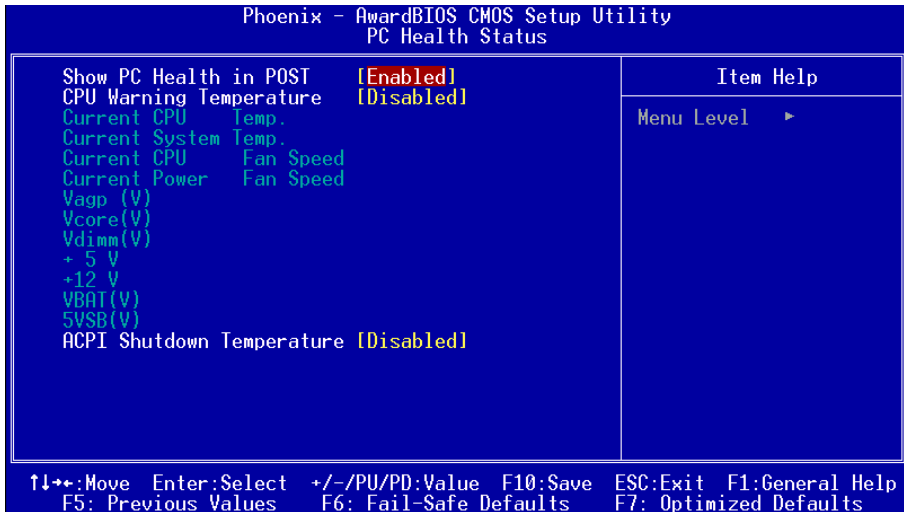 Phoenix - AwardBIOS CMOS Setup Utility
PC Health Status
Show PC Health in POST [Enabled]
CPU Warning Temperature [Disabled]
Current CPU Temp.
Current System Temp.
Current CPU Fan Speed
Current Power Fan Speed
Vagp (V)
Vcore(V)
Vdimm(V)
+ 5 V
+12 V
VBAT(V)
5VSB(V)
ACPI Shutdown Temperature [Disabled]
Item Help
Menu Level ►
↑↓→←:Move Enter:Select +/-/PU/PD:Value F10:Save ESC:Exit F1:General Help
F5: Previous Values F6: Fail-Safe Defaults F7: Optimized Defaults